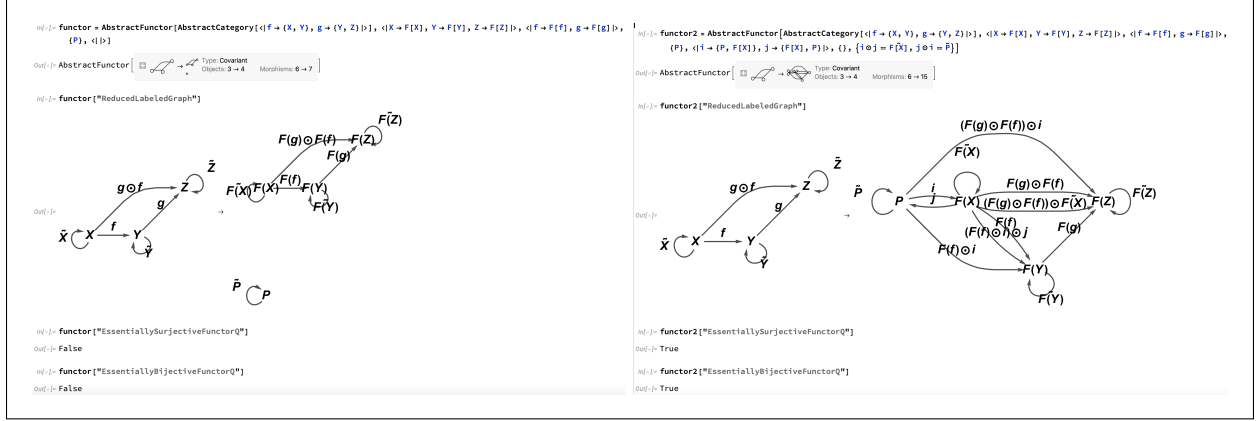 In[-]:= functor = AbstractFunctor[AbstractCategory[<|f → {X, Y}, g → {Y, Z}|>], <|X → F[X], Y → F[Y], Z → F[Z]|>, <|f → F[f], g → F[g]|>,
{P}, <||>]
Out[-]= AbstractFunctor[ Type: Covariant
Objects: 3 → 4 Morphisms: 6 → 7 ]
In[-]:= functor["ReducedLabeledGraph"]
F(Z̃)
F(g)⊙F(f) F(Z)
F(g)
Z̃
g⊙f Z F(X̃) F(X) F(f) F(Y)
F(Ỹ)
Out[-]= g →
X̃ X f Y
Ỹ
P̃ P
In[-]:= functor["EssentiallySurjectiveFunctorQ"]
Out[-]= False
In[-]:= functor["EssentiallyBijectiveFunctorQ"]
Out[-]= False
In[-]:= functor2 = AbstractFunctor[AbstractCategory[<|f → {X, Y}, g → {Y, Z}|>], <|X → F[X], Y → F[Y], Z → F[Z]|>, <|f → F[f], g → F[g]|>,
{P}, <|i → {P, F[X]}, j → {F[X], P}|>, {}, {i⊙j = F[X̃], j⊙i = P̃}]
Out[-]= AbstractFunctor[ Type: Covariant
Objects: 3 → 4 Morphisms: 6 → 15 ]
In[-]:= functor2["ReducedLabeledGraph"]
(F(g)⊙F(f))⊙i
F(X̃)
Z̃
g⊙f Z P̃ P i j F(X) F(g)⊙F(f) (F(g)⊙F(f))⊙F(X̃) F(Z) F(Z̃)
Out[-]= g → F(f) F(g)
(F(f)⊙i)⊙j
X̃ X f Y F(f)⊙i
Ỹ F(Y)
F(Ỹ)
In[-]:= functor2["EssentiallySurjectiveFunctorQ"]
Out[-]= True
In[-]:= functor2["EssentiallyBijectiveFunctorQ"]
Out[-]= True